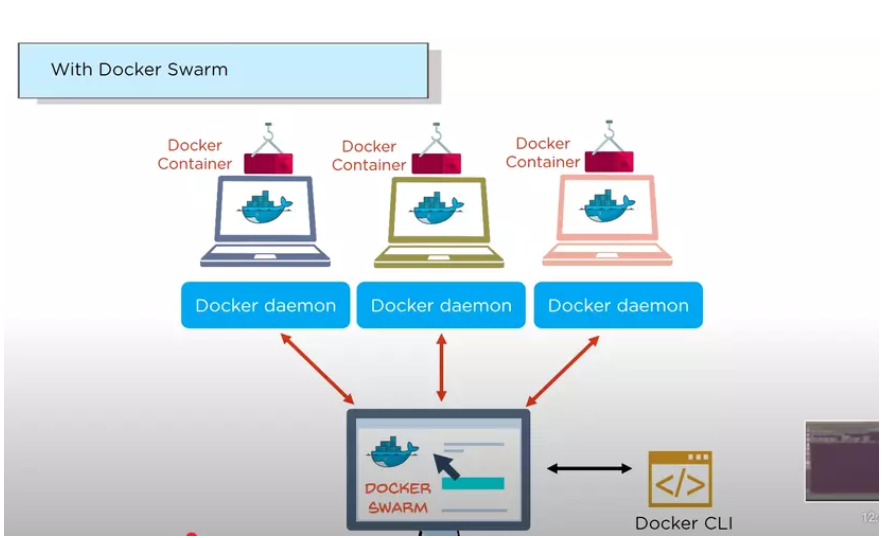 With Docker Swarm
Docker
Container
Docker
Container
Docker
Container
Docker daemon
Docker daemon
Docker daemon
DOCKER
SWARM
Docker CLI